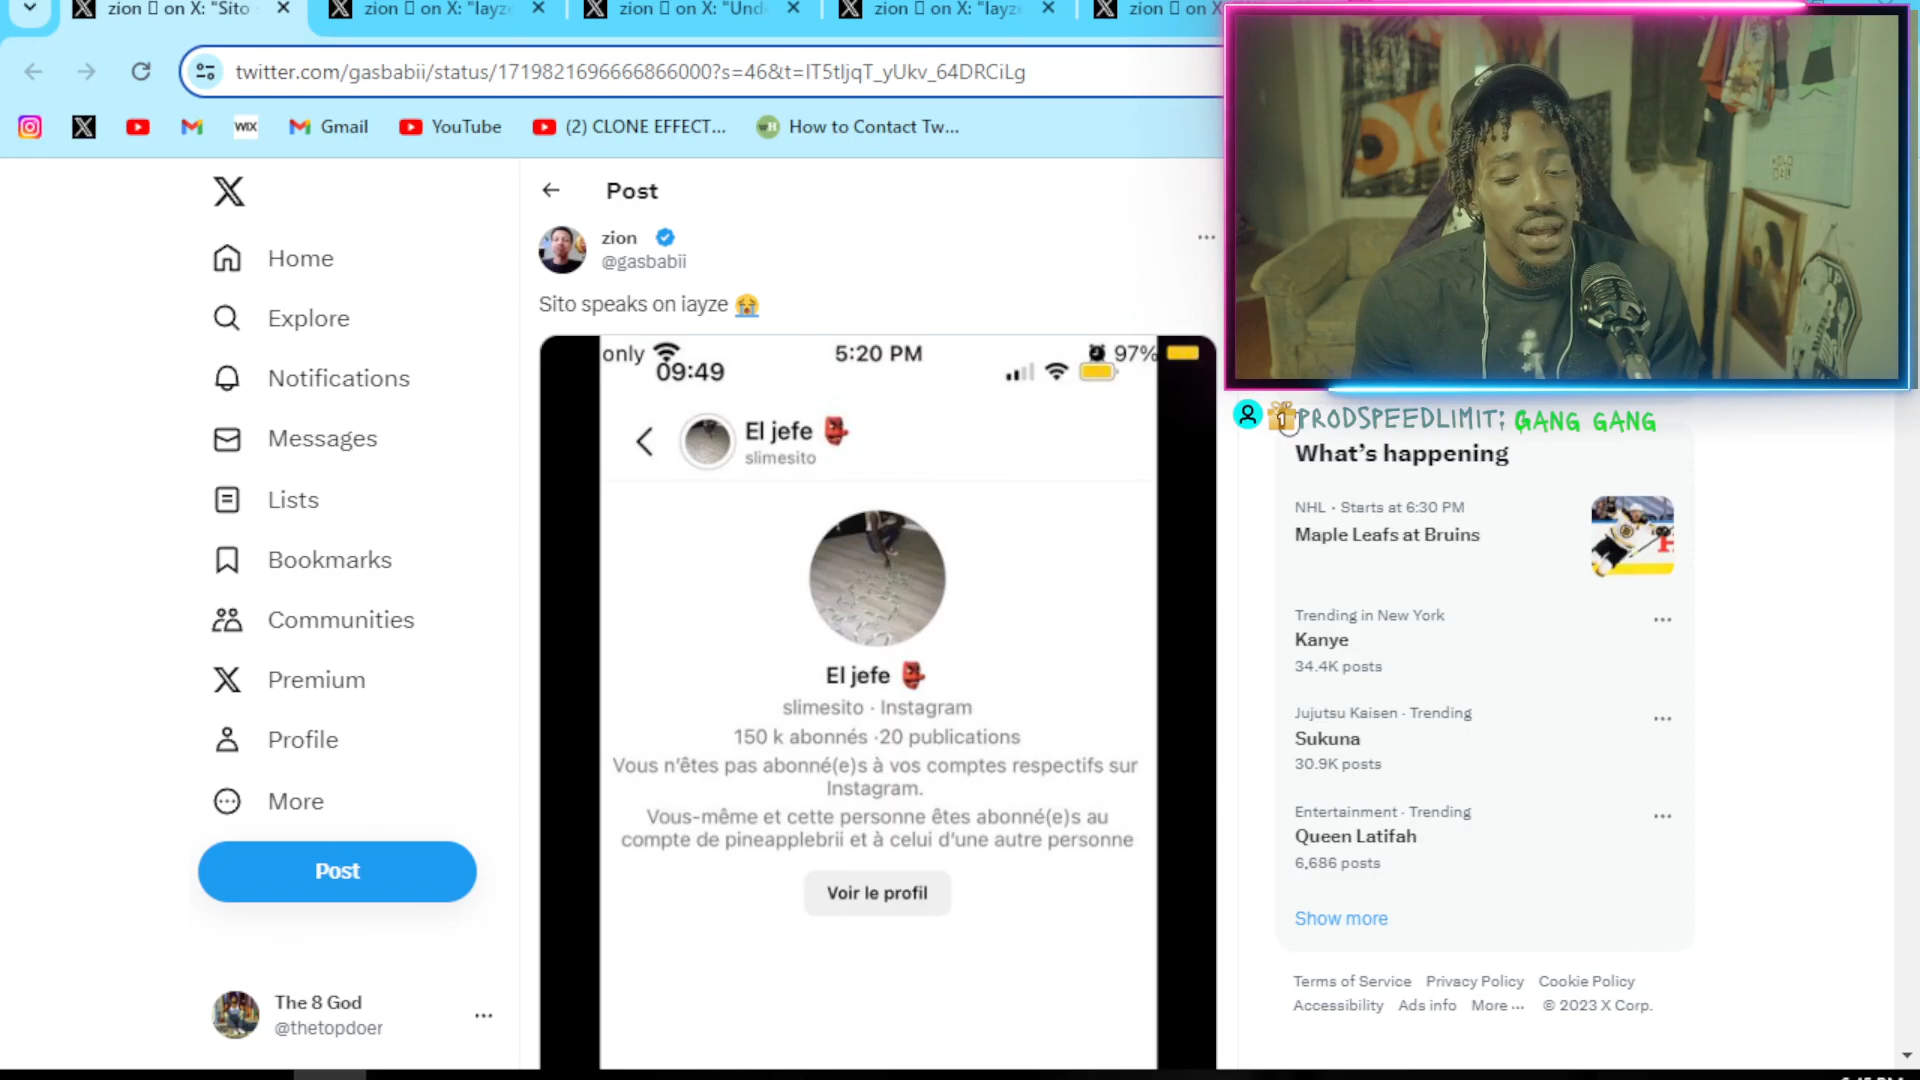 zion on X: "Sito
zion on X: "Iayze
zion on X: "Und
zion on X: "Iayze
zion on X
twitter.com/gasbabii/status/1719821696666866000?s=46&t=IT5tIjqT_yUkv_64DRCiLg
WIX
Gmail
YouTube
(2) CLONE EFFECT...
How to Contact Tw...
Home
Explore
Notifications
Messages
Lists
Bookmarks
Communities
Premium
Profile
More
Post
The 8 God
@thetopdoer
Post
zion
@gasbabii
Sito speaks on iayze 😭
only 5:20 PM 97%
09:49
El jefe 👺
slimesito
El jefe 👺
slimesito · Instagram
150 k abonnés ·20 publications
Vous n'êtes pas abonné(e)s à vos comptes respectifs sur
Instagram.
Vous-même et cette personne êtes abonné(e)s au
compte de pineapplebrii et à celui d'une autre personne
Voir le profil
1 PRODSPEEDLIMIT: GANG GANG
What's happening
NHL · Starts at 6:30 PM
Maple Leafs at Bruins
Trending in New York
Kanye
34.4K posts
Jujutsu Kaisen · Trending
Sukuna
30.9K posts
Entertainment · Trending
Queen Latifah
6,686 posts
Show more
Terms of Service Privacy Policy Cookie Policy
Accessibility Ads info More ··· © 2023 X Corp.